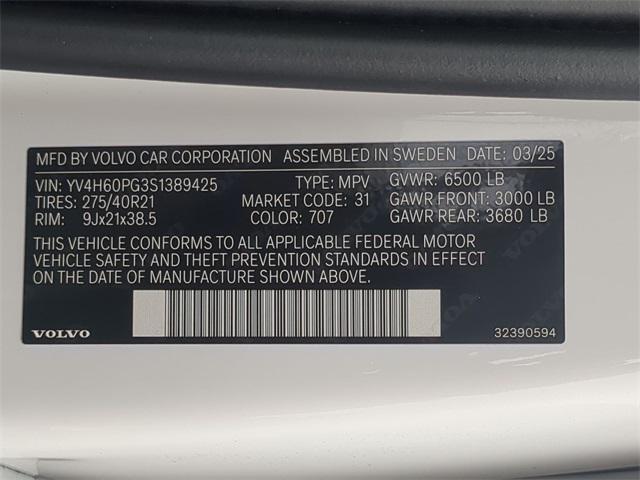 MFD BY VOLVO CAR CORPORATION ASSEMBLED IN SWEDEN DATE: 03/25
VIN: YV4H60PG3S1389425 TYPE: MPV GVWR: 6500 LB
TIRES: 275/40R21 MARKET CODE: 31 GAWR FRONT: 3000 LB
RIM: 9Jx21x38.5 COLOR: 707 GAWR REAR: 3680 LB
THIS VEHICLE CONFORMS TO ALL APPLICABLE FEDERAL MOTOR
VEHICLE SAFETY AND THEFT PREVENTION STANDARDS IN EFFECT
ON THE DATE OF MANUFACTURE SHOWN ABOVE.
VOLVO 32390594